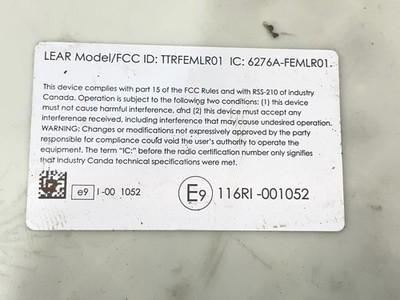 LEAR Model/FCC ID: TTRFEMLR01 IC: 6276A-FEMLR01.
This device complies with part 15 of the FCC Rules and with RSS-210 of industry
Canada. Operation is subject to the following two conditions: (1) this device
must not cause harmful interference, and (2) this device must accept any
interference received, including interference that may cause undesired operation.
WARNING: Changes or modifications not expressively approved by the party
responsible for compliance could void the user's authority to operate the
equipment. The term "IC:" before the radio certification number only signifies
that Industry Canda technical specifications were met.
e9 I -00 1052 E9 116RI -001052